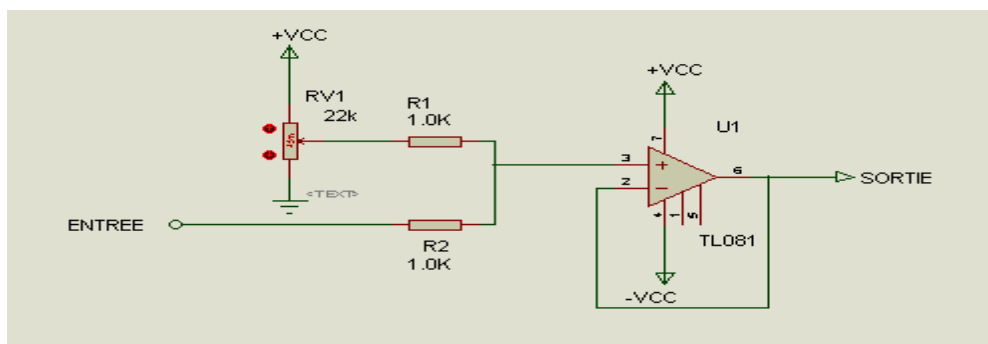 +VCC
RV1
22k
R1
1.0K
<TEXT>
ENTREE
R2
1.0K
+VCC
7
U1
3
2
6
SORTIE
4
1
5
TL081
-VCC